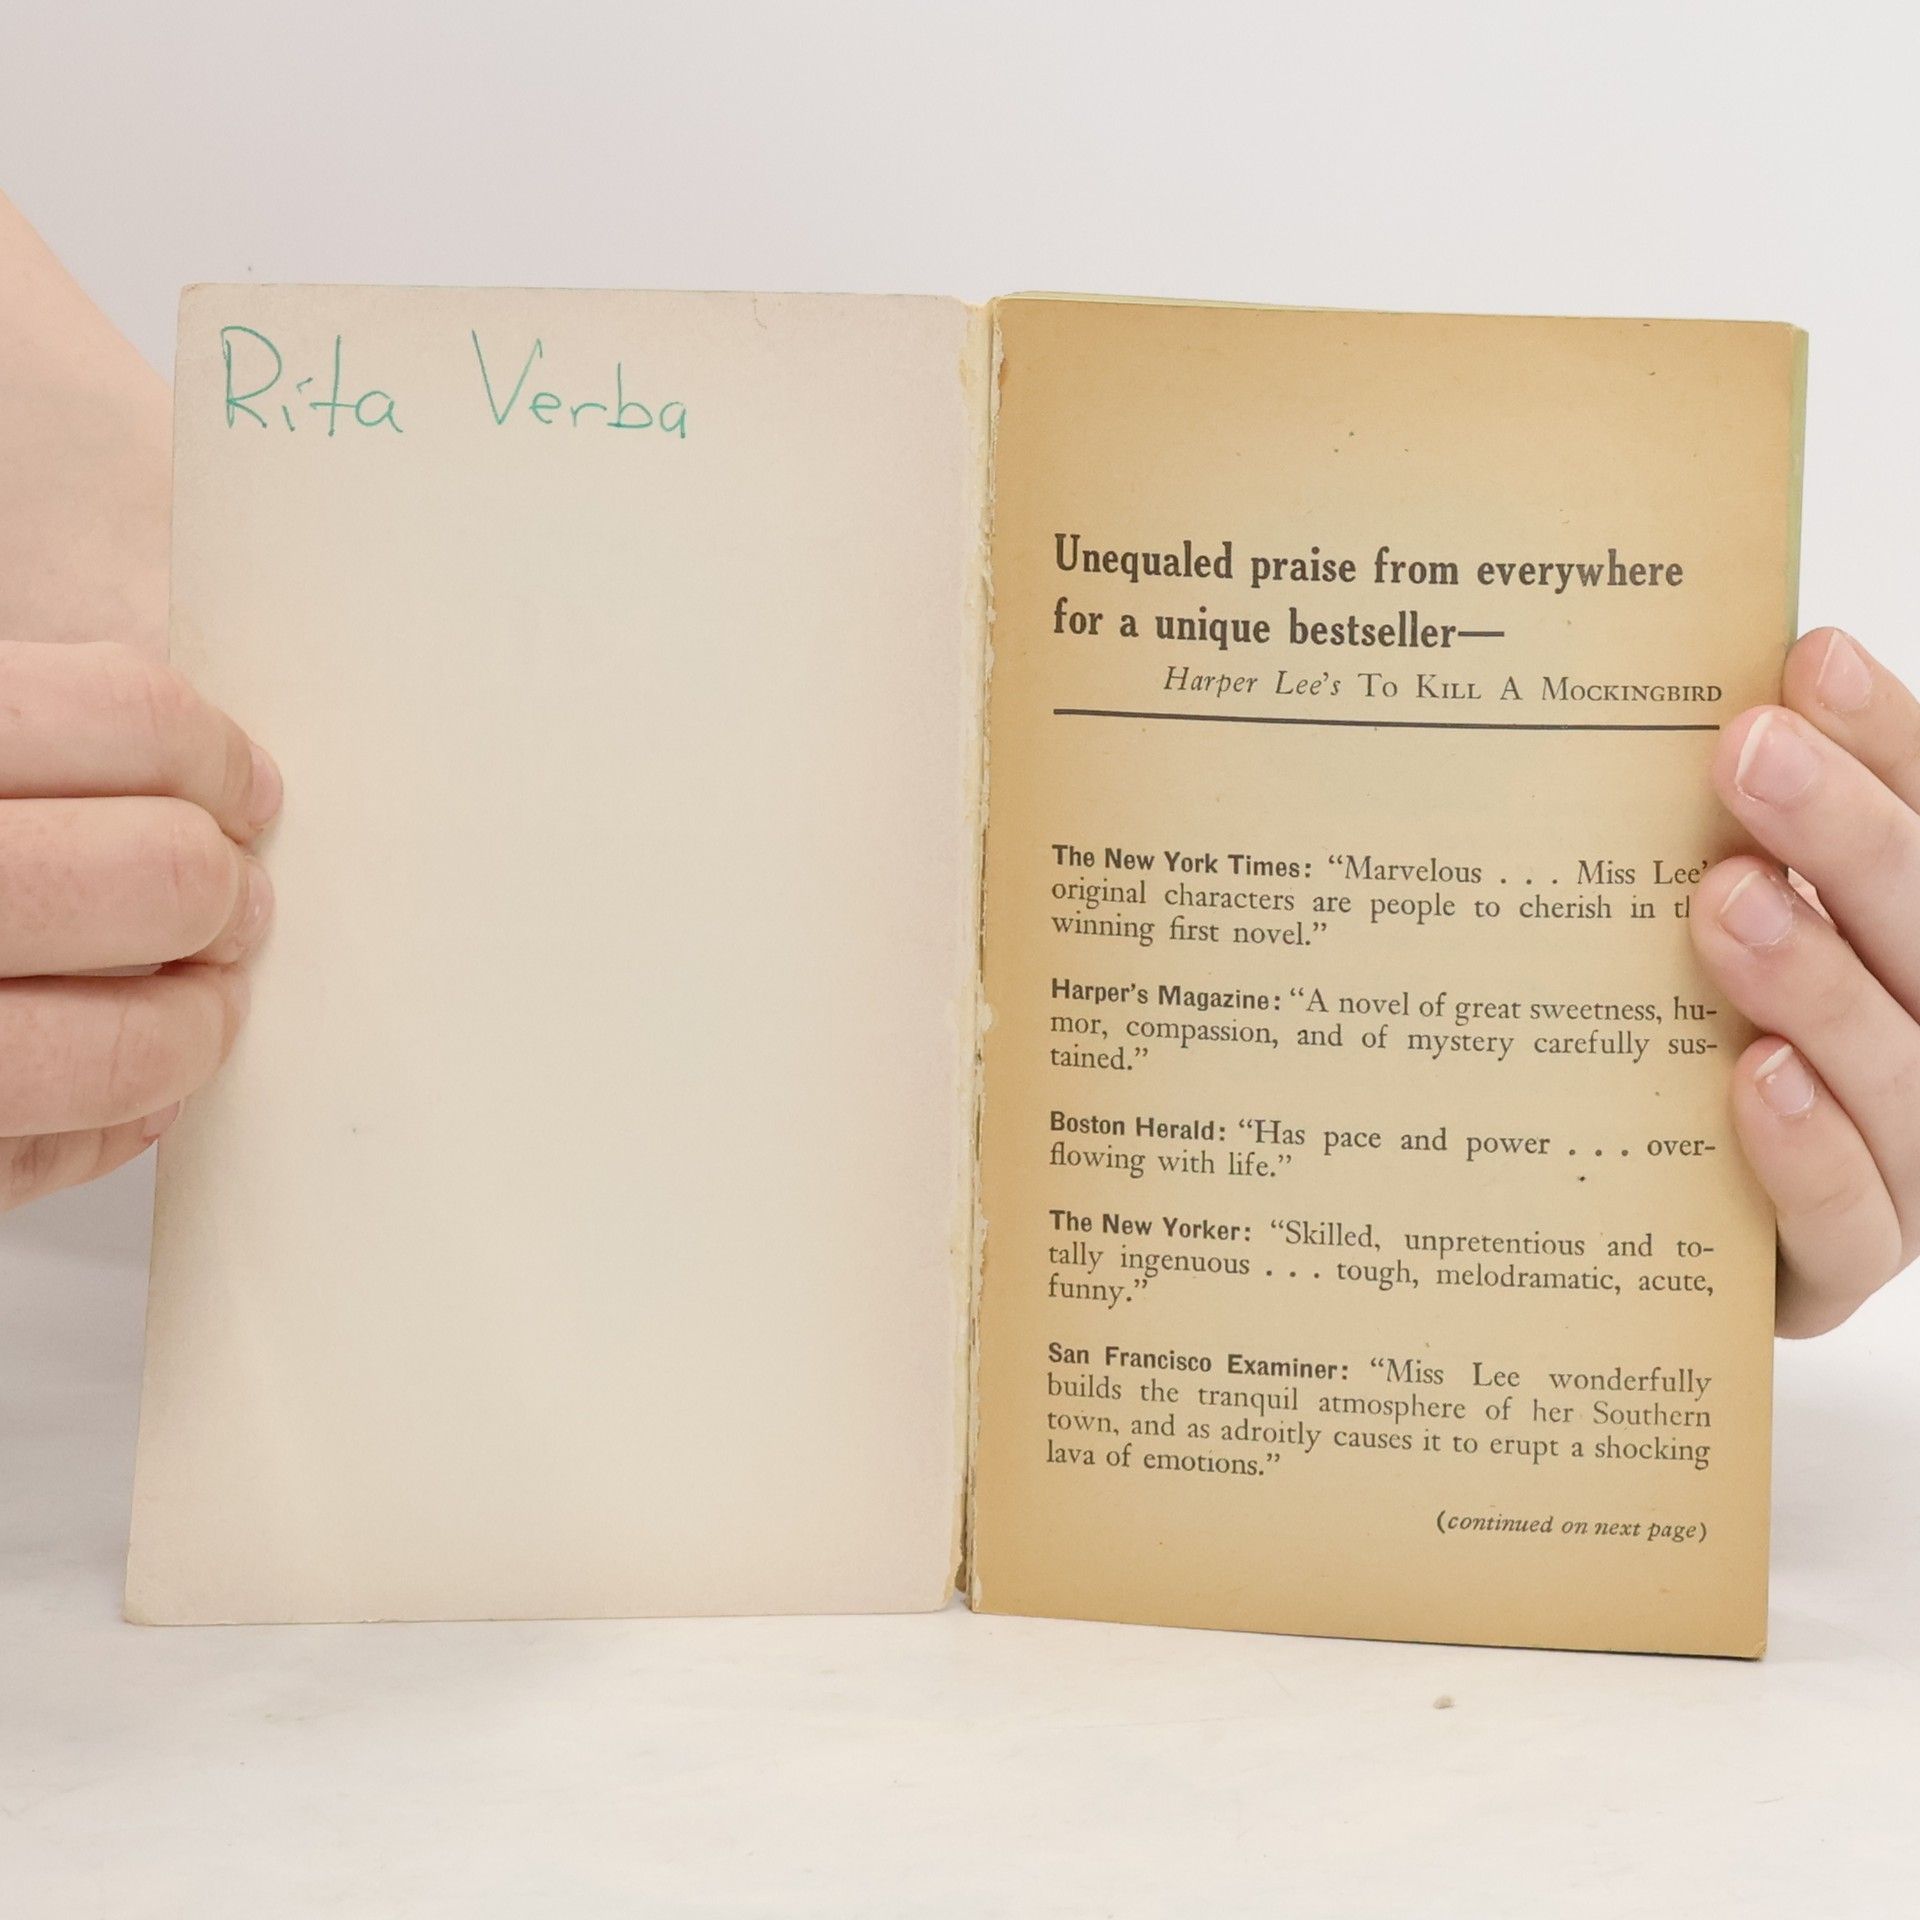 Rita Verba
Unequaled praise from everywhere
for a unique bestseller—
Harper Lee's TO KILL A MOCKINGBIRD
The New York Times: “Marvelous . . . Miss Lee’
original characters are people to cherish in
winning first novel.”
Harper’s Magazine: “A novel of great sweetness, hu-
mor, compassion, and of mystery carefully sus-
tained.”
Boston Herald: “Has pace and power . . . over-
flowing with life.”
The New Yorker: “Skilled, unpretentious and to-
tally ingenuous . . . tough, melodramatic, acute,
funny.”
San Francisco Examiner: “Miss Lee wonderfully
builds the tranquil atmosphere of her Southern
town, and as adroitly causes it to erupt a shocking
lava of emotions.”
(continued on next page)